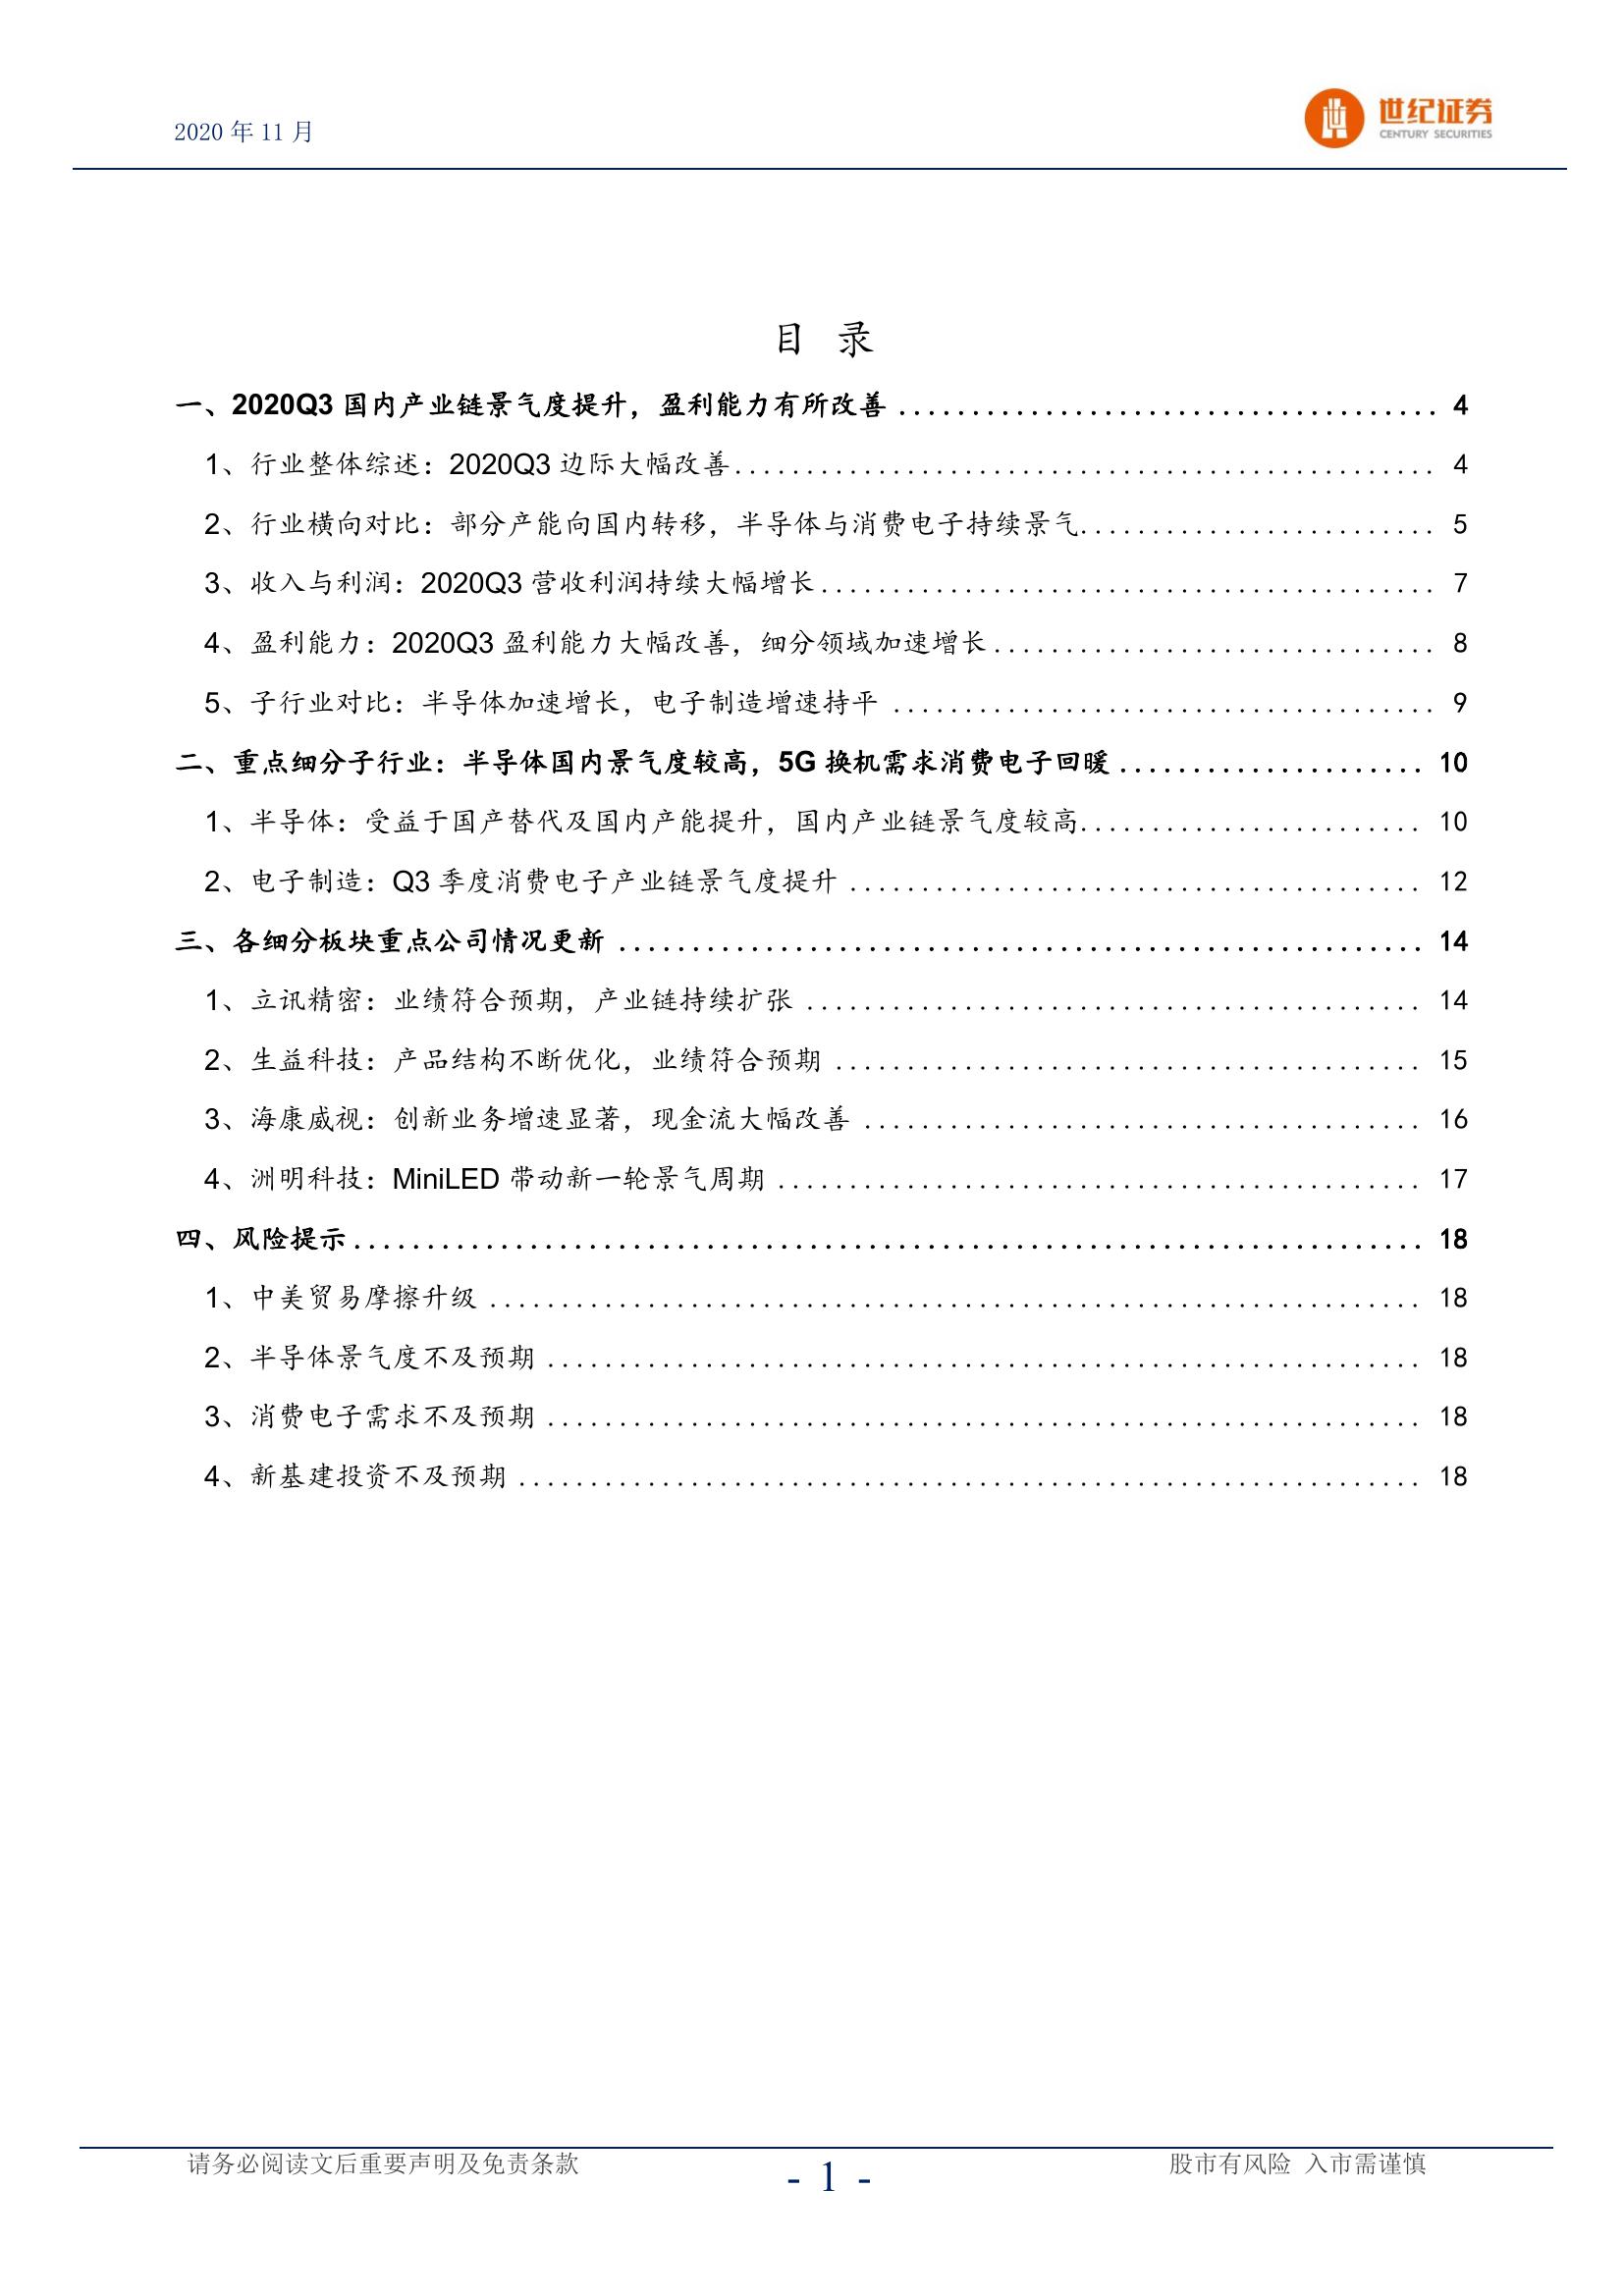 2020 年 11 月
世纪证券
CENTURY SECURITIES
目 录
一、2020Q3 国内产业链景气度提升，盈利能力有所改善 ..................................... 4
1、行业整体综述：2020Q3 边际大幅改善................................................. 4
2、行业横向对比：部分产能向国内转移，半导体与消费电子持续景气......................... 5
3、收入与利润：2020Q3 营收利润持续大幅增长........................................... 7
4、盈利能力：2020Q3 盈利能力大幅改善，细分领域加速增长............................... 8
5、子行业对比：半导体加速增长，电子制造增速持平 ...................................... 9
二、重点细分子行业：半导体国内景气度较高，5G 换机需求消费电子回暖 ..................... 10
1、半导体：受益于国产替代及国内产能提升，国内产业链景气度较高........................ 10
2、电子制造：Q3 季度消费电子产业链景气度提升 ........................................ 12
三、各细分板块重点公司情况更新 ........................................................ 14
1、立讯精密：业绩符合预期，产业链持续扩张 ........................................... 14
2、生益科技：产品结构不断优化，业绩符合预期 ......................................... 15
3、海康威视：创新业务增速显著，现金流大幅改善 ....................................... 16
4、洲明科技：MiniLED 带动新一轮景气周期 ............................................. 17
四、风险提示.......................................................................... 18
1、中美贸易摩擦升级 ................................................................. 18
2、半导体景气度不及预期 ............................................................. 18
3、消费电子需求不及预期 ............................................................. 18
4、新基建投资不及预期 ............................................................... 18
请务必阅读文后重要声明及免责条款
- 1 -
股市有风险 入市需谨慎